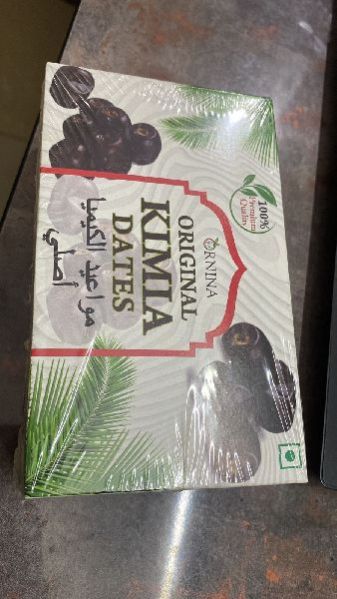 ORNINA
ORIGINAL
KIMIA
DATES
مواعيد الكيميا
أصلي
100%
Premium
Quality